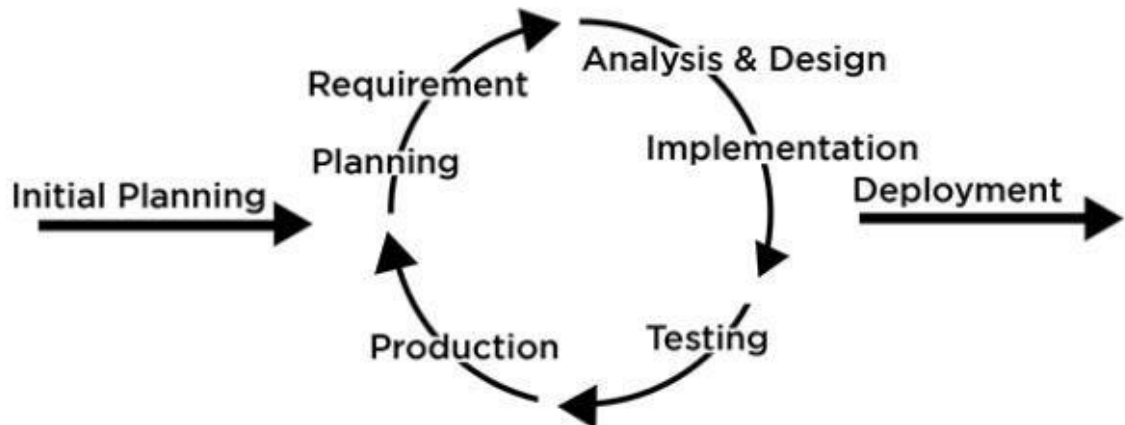 Requirement
Analysis & Design
Planning
Implementation
Initial Planning
Deployment
Production
Testing